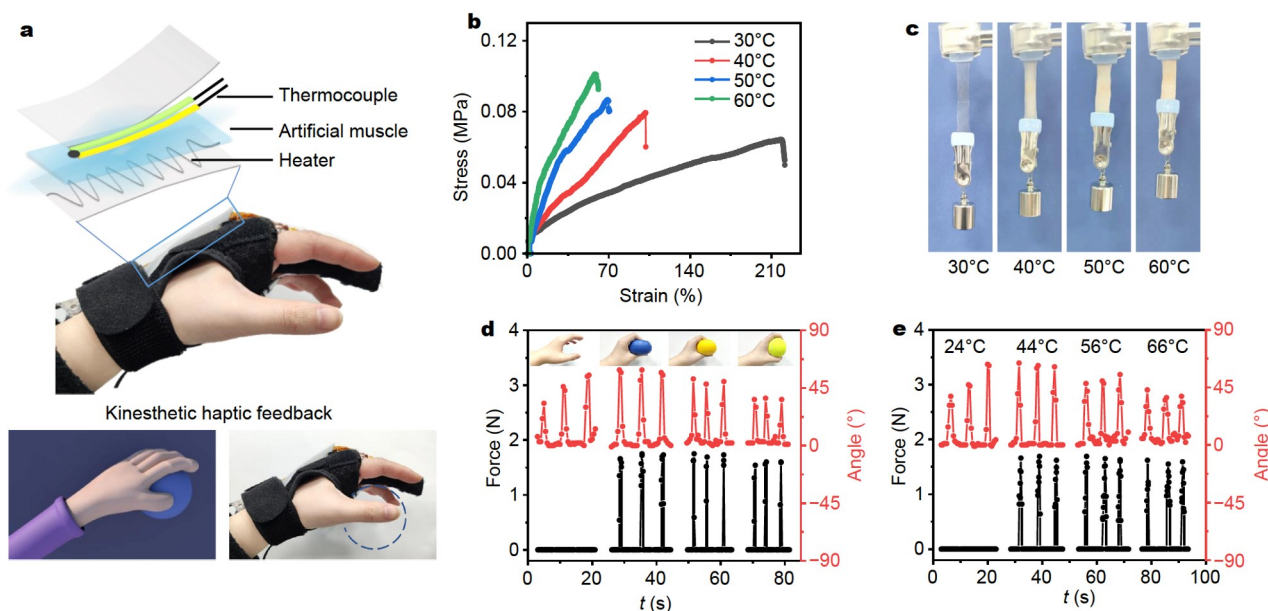 a
Thermocouple
Artificial muscle
Heater
Kinesthetic haptic feedback
b
0.12
0.08
0.04
0.00
Stress (MPa)
30°C
40°C
50°C
60°C
0
70
140
210
Strain (%)
c
30°C
40°C
50°C
60°C
d
4
3
2
1
0
Force (N)
90
45
0
−45
−90
Angle (°)
0
20
40
60
80
t (s)
e
24°C
44°C
56°C
66°C
4
3
2
1
0
Force (N)
90
45
0
−45
−90
Angle (°)
0
20
40
60
80
100
t (s)